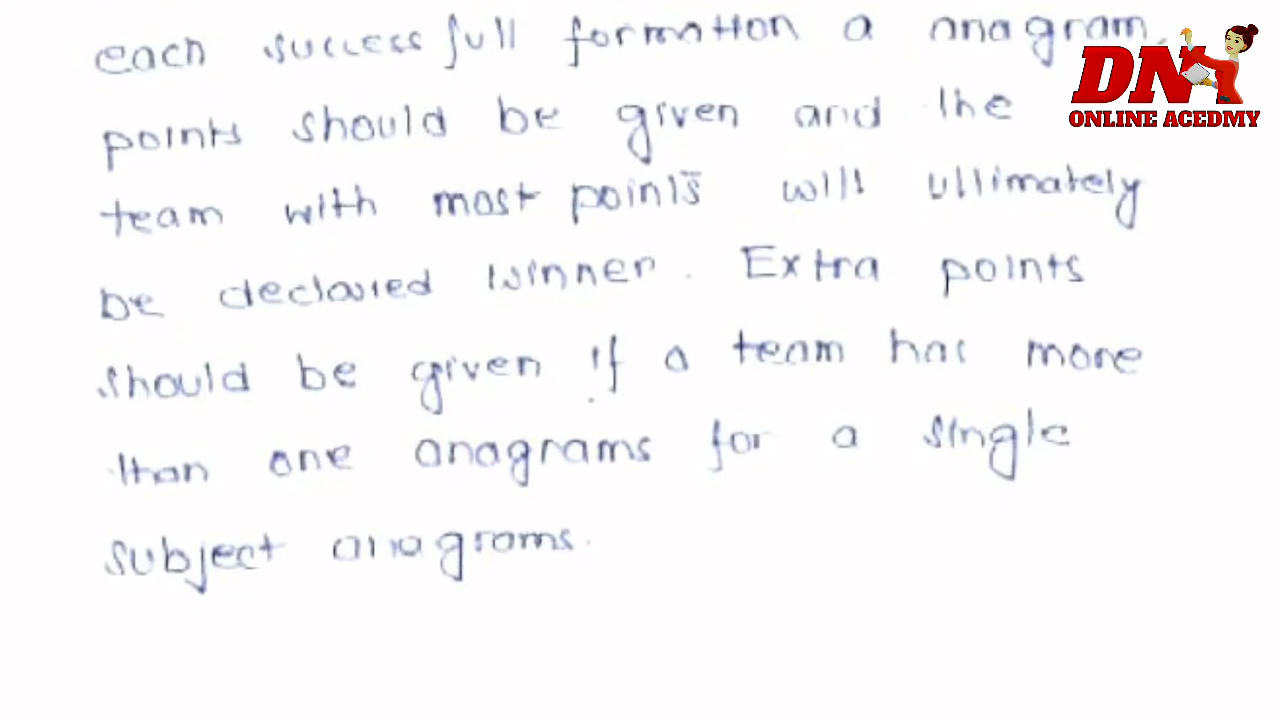 each successfull formation a anagram,
points should be given and the
team with most points will ultimately
be declared winner. Extra points
should be given if a team has more
than one anagrams for a single
subject anagrams.
DN
ONLINE ACEDMY